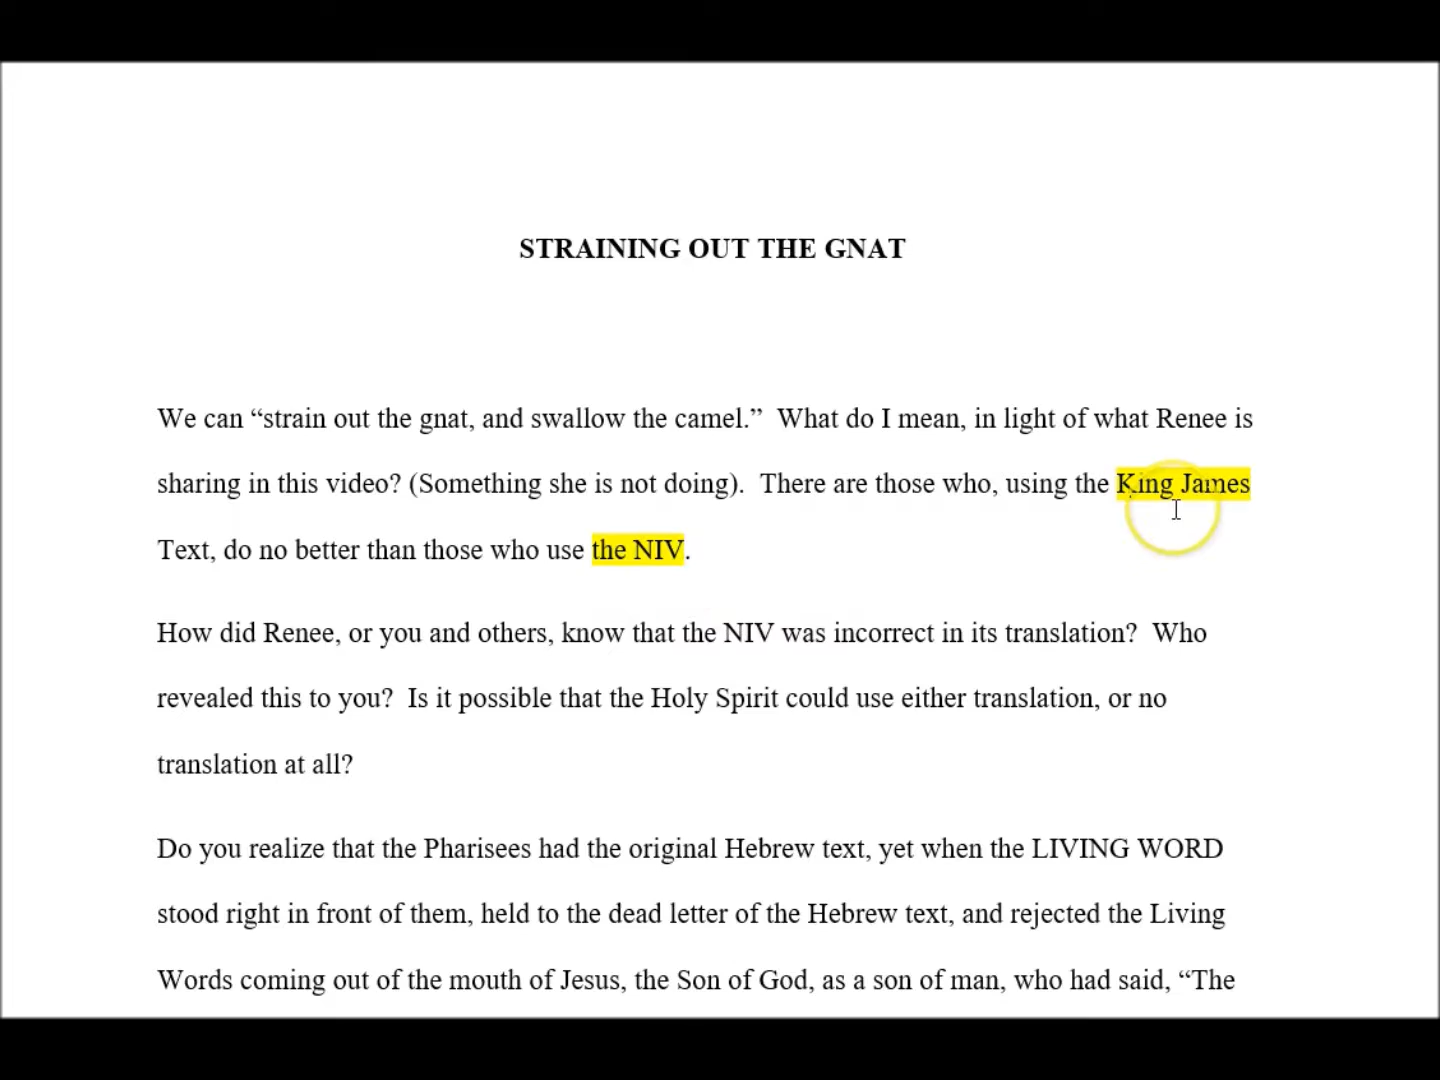 STRAINING OUT THE GNAT
We can “strain out the gnat, and swallow the camel.”  What do I mean, in light of what Renee is
sharing in this video? (Something she is not doing).  There are those who, using the King James
Text, do no better than those who use the NIV.
How did Renee, or you and others, know that the NIV was incorrect in its translation?  Who
revealed this to you?  Is it possible that the Holy Spirit could use either translation, or no
translation at all?
Do you realize that the Pharisees had the original Hebrew text, yet when the LIVING WORD
stood right in front of them, held to the dead letter of the Hebrew text, and rejected the Living
Words coming out of the mouth of Jesus, the Son of God, as a son of man, who had said, “The